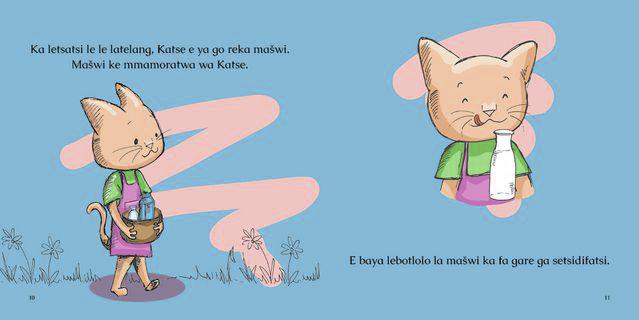 Ka letsatsi le le latelang, Katse e ya go reka mašwi.
Mašwi ke mmamoratwa wa Katse.
E baya lebotlolo la mašwi ka fa gare ga setsidifatsi.
10
11